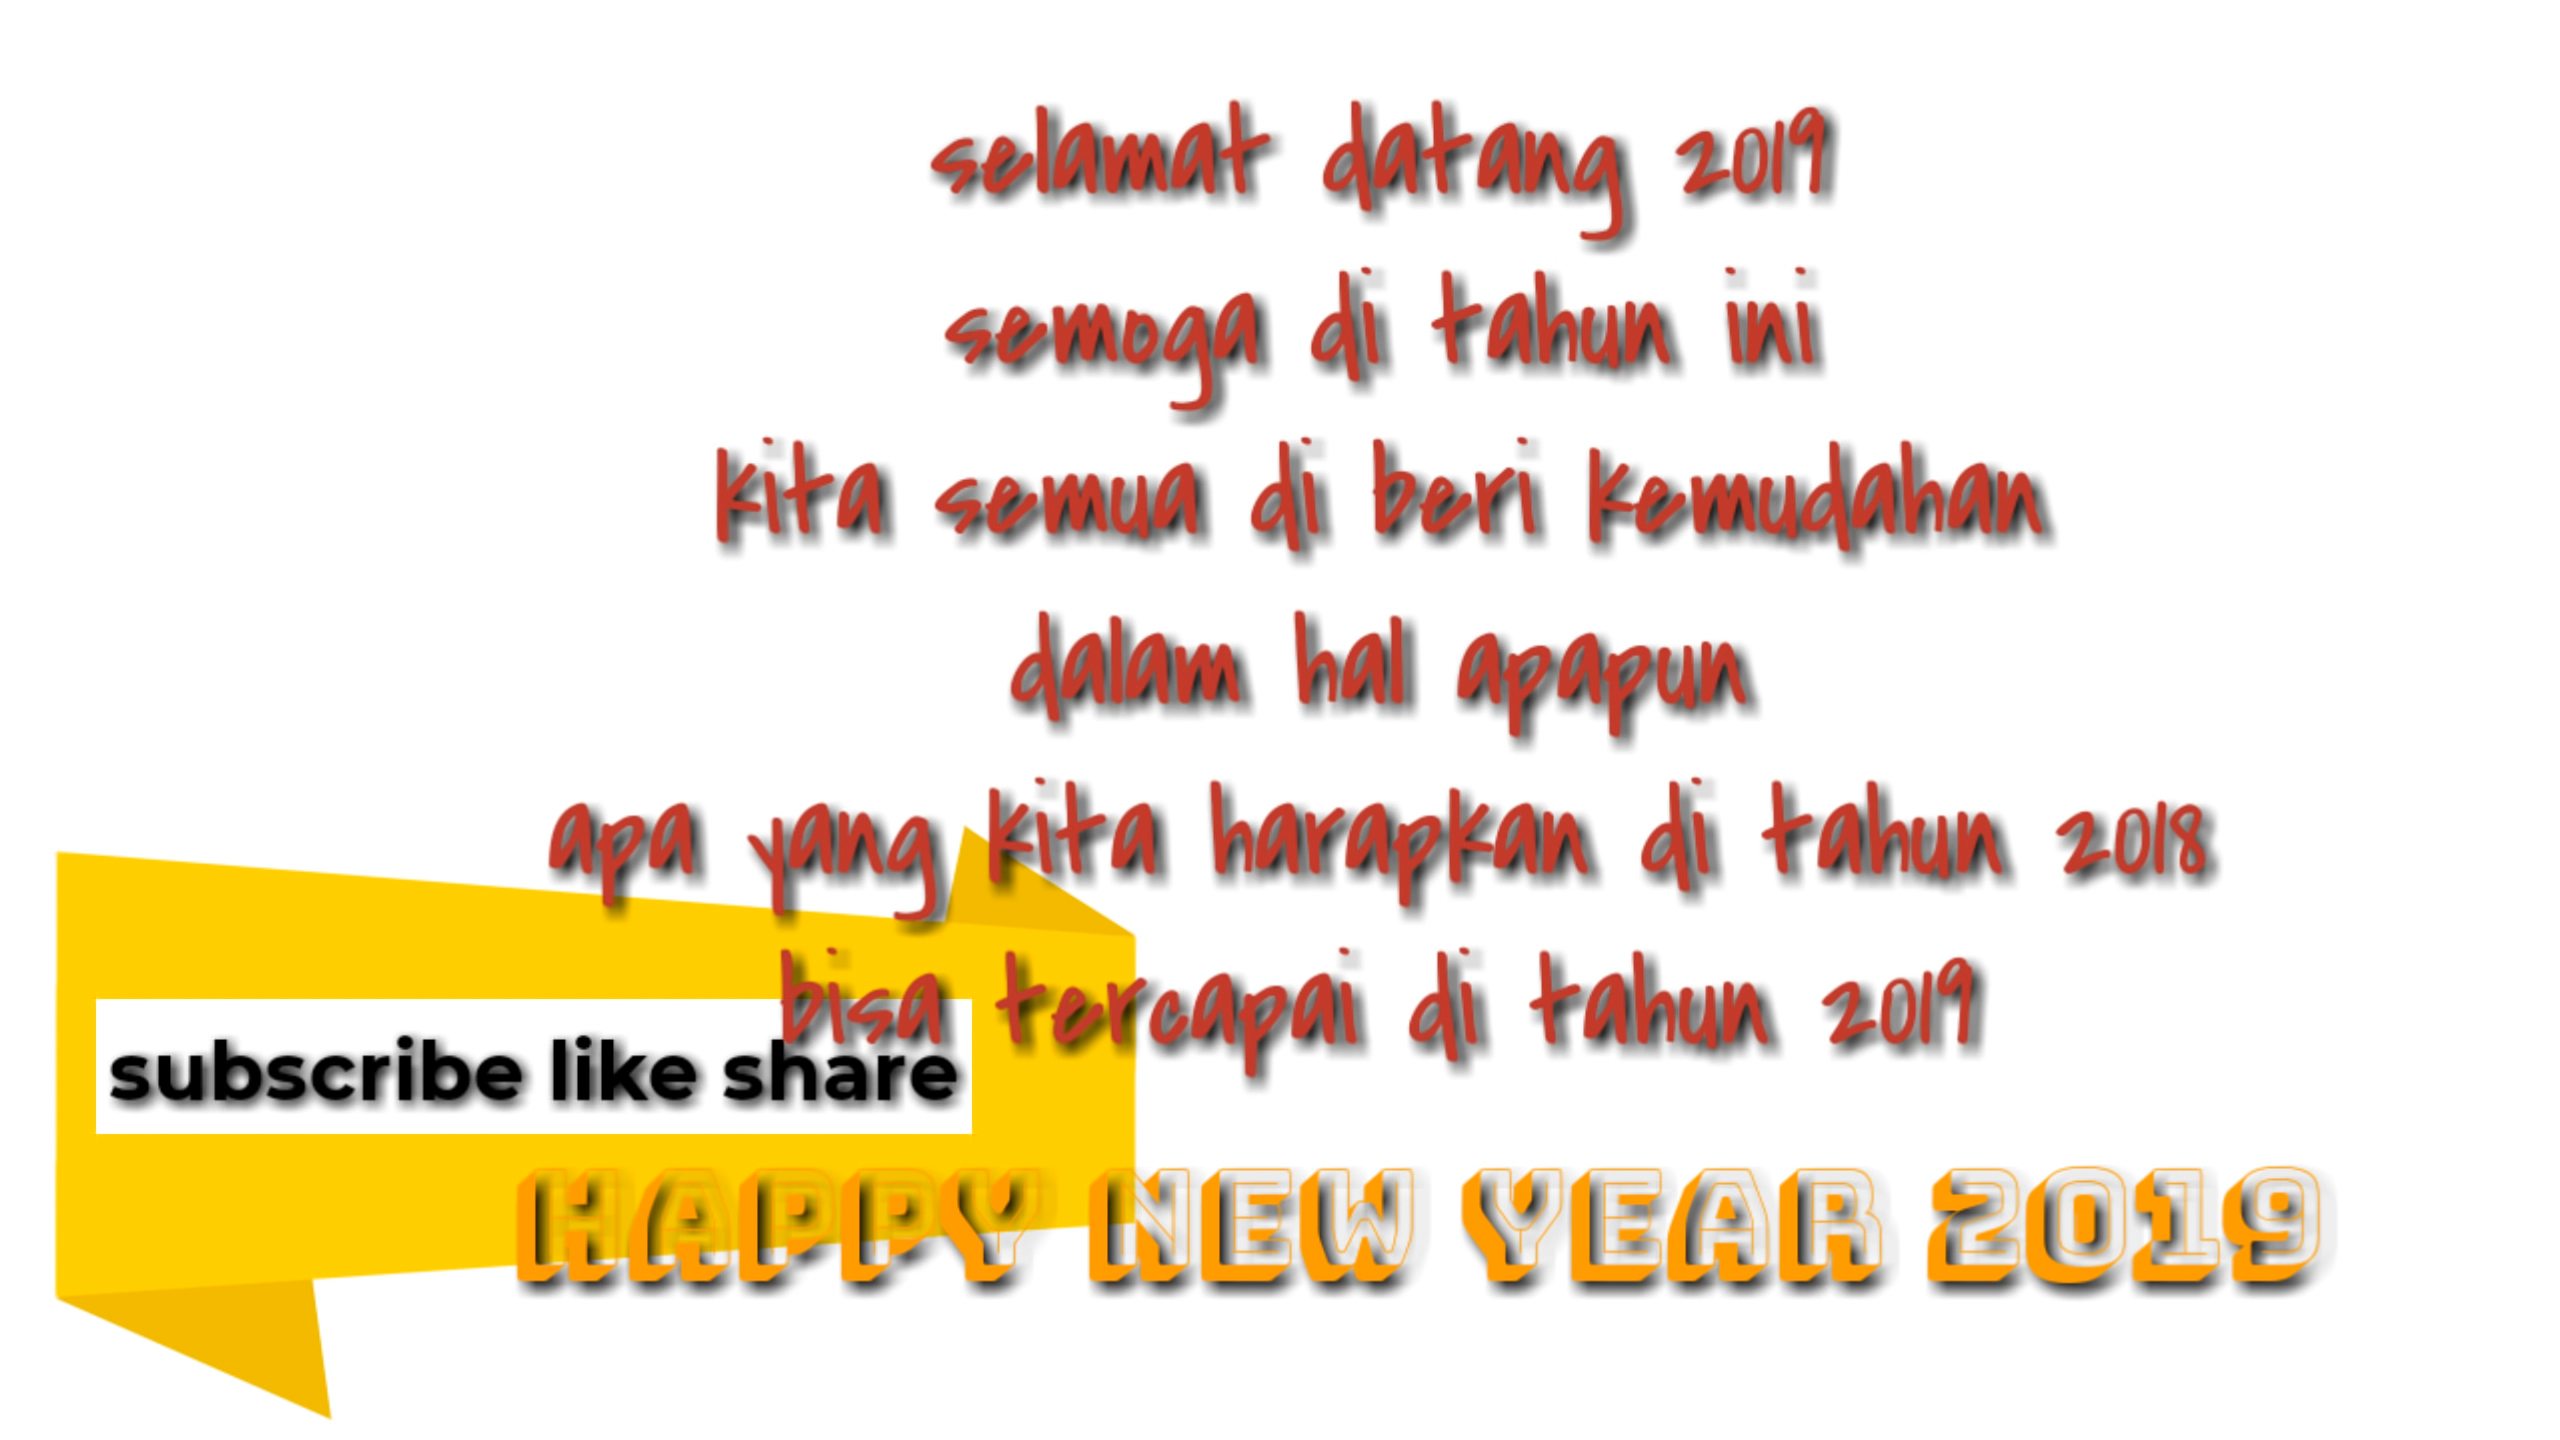 selamat datang 2019
semoga di tahun ini
kita semua di beri kemudahan
dalam hal apapun
apa yang kita harapkan di tahun 2018
bisa tercapai di tahun 2019
subscribe like share
HAPPY NEW YEAR 2019